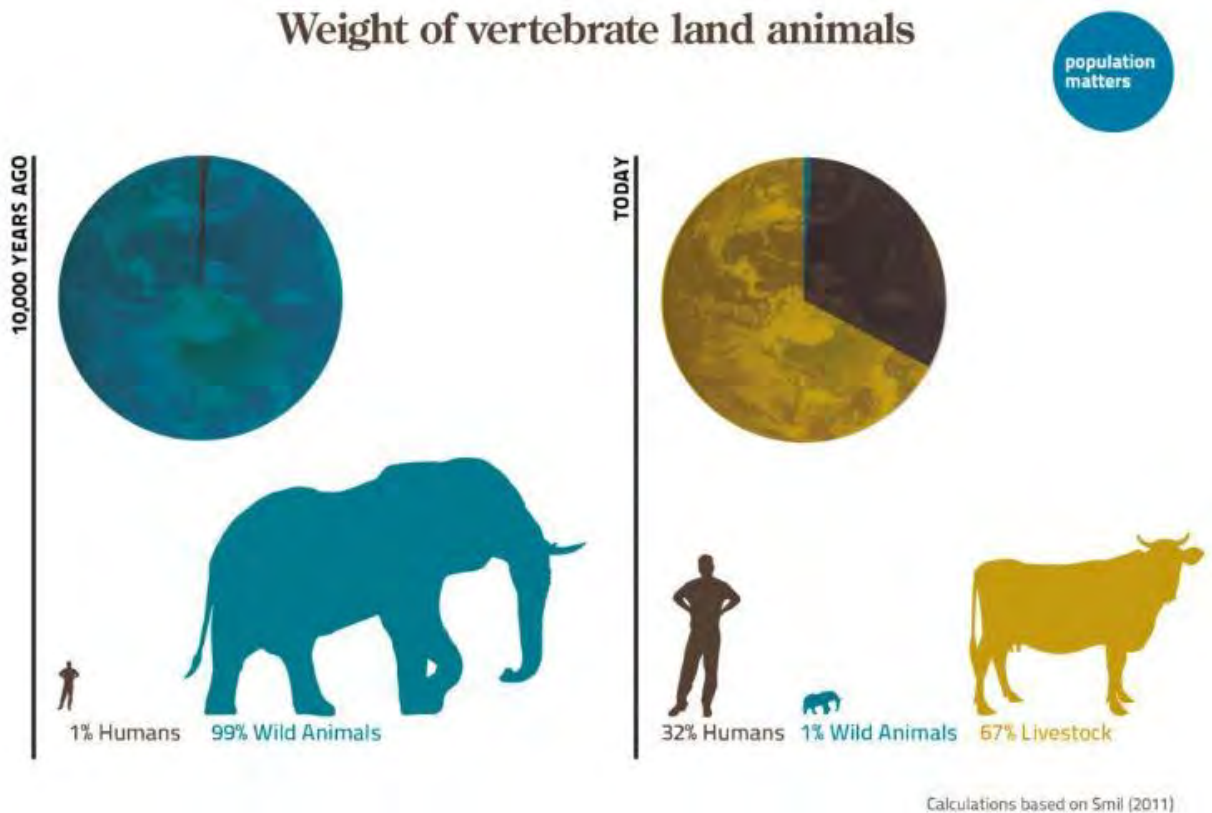 Weight of vertebrate land animals
population
matters
10,000 YEARS AGO
1% Humans
99% Wild Animals
TODAY
32% Humans
1% Wild Animals
67% Livestock
Calculations based on Smil (2011)